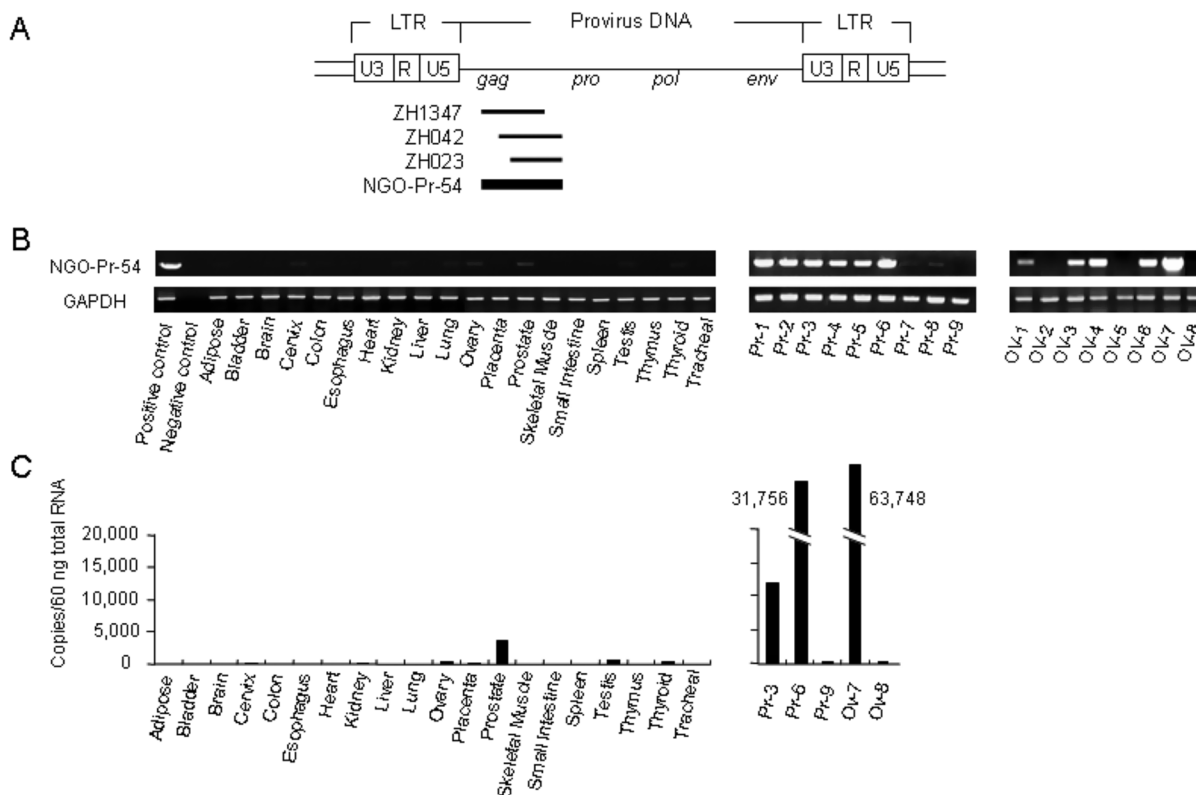 A
LTR
Provirus DNA
LTR
U3 R U5
gag
pro
pol
env
U3 R U5
ZH1347
ZH042
ZH023
NGO-Pr-54
B
NGO-Pr-54
GAPDH
Positive control
Negative control
Adipose
Bladder
Brain
Cervix
Colon
Esophagus
Heart
Kidney
Liver
Lung
Ovary
Placenta
Prostate
Skeletal Muscle
Small Intestine
Spleen
Testis
Thymus
Thyroid
Tracheal
Pr-1
Pr-2
Pr-3
Pr-4
Pr-5
Pr-6
Pr-7
Pr-8
Pr-9
OV-1
OV-2
OV-3
OV-4
OV-5
OV-6
OV-7
OV-8
C
Copies/60 ng total RNA
20,000
15,000
10,000
5,000
0
Adipose
Bladder
Brain
Cervix
Colon
Esophagus
Heart
Kidney
Liver
Lung
Ovary
Placenta
Prostate
Skeletal Muscle
Small Intestine
Spleen
Testis
Thymus
Thyroid
Tracheal
31,756
63,748
Pr-3
Pr-6
Pr-9
Ov-7
Ov-8